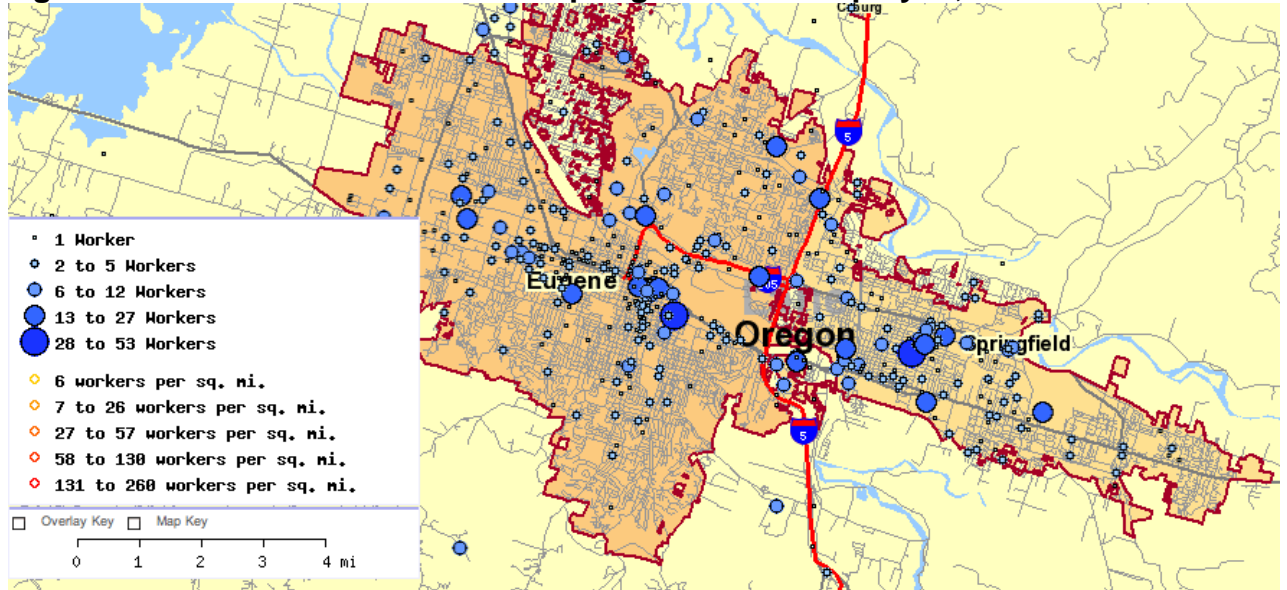 5
Eugene
Oregon
Springfield
5
1 Worker
2 to 5 Workers
6 to 12 Workers
13 to 27 Workers
28 to 53 Workers
6 workers per sq. mi.
7 to 26 workers per sq. mi.
27 to 57 workers per sq. mi.
58 to 130 workers per sq. mi.
131 to 260 workers per sq. mi.
Overlay Key Map Key
0 1 2 3 4 mi